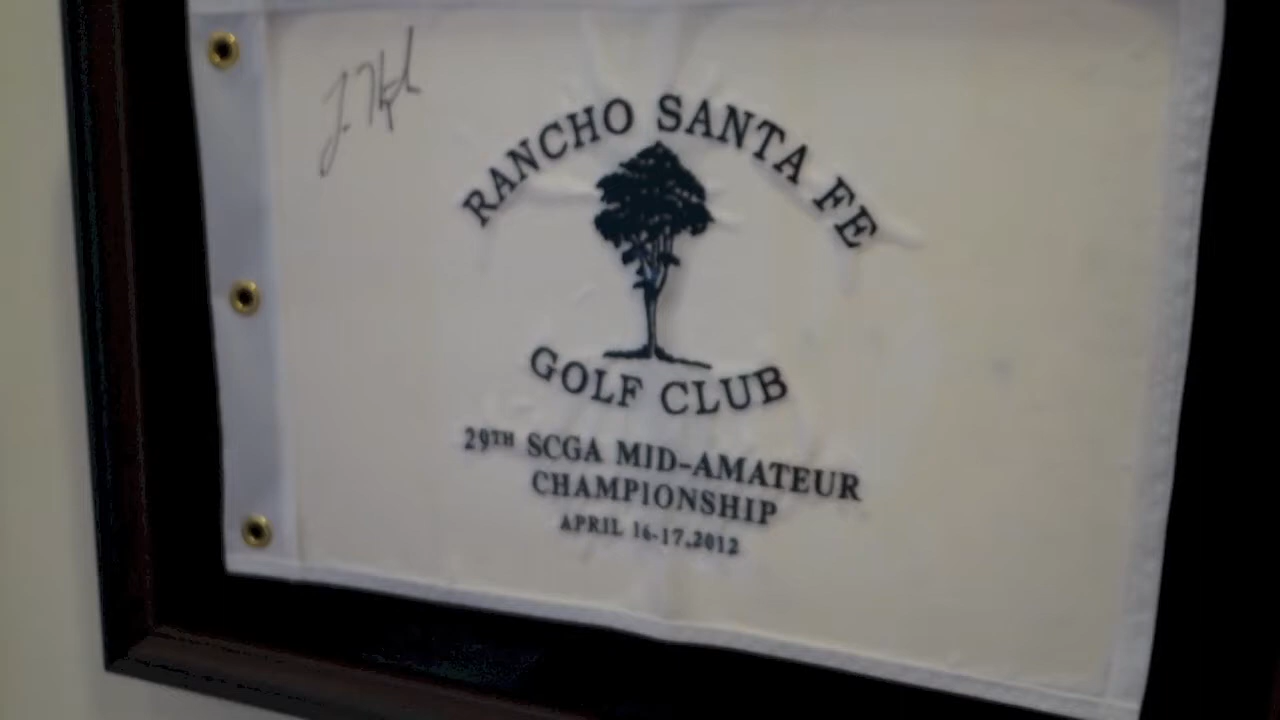 RANCHO SANTA FE
GOLF CLUB
29TH SCGA MID-AMATEUR
CHAMPIONSHIP
APRIL 16-17,2012